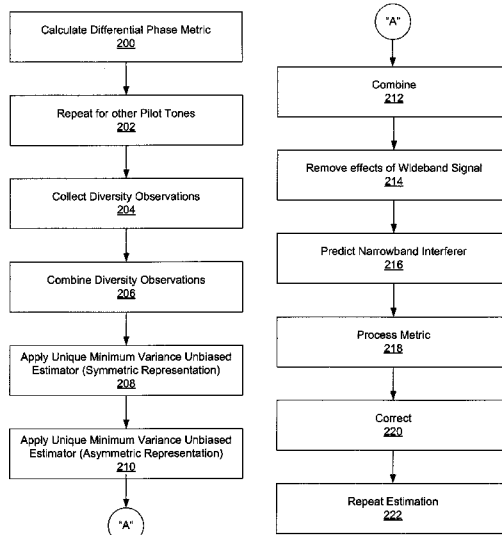 Calculate Differential Phase Metric
200
Repeat for other Pilot Tones
202
Collect Diversity Observations
204
Combine Diversity Observations
206
Apply Unique Minimum Variance Unbiased
Estimator (Symmetric Representation)
208
Apply Unique Minimum Variance Unbiased
Estimator (Asymmetric Representation)
210
"A"
"A"
Combine
212
Remove effects of Wideband Signal
214
Predict Narrowband Interferer
216
Process Metric
218
Correct
220
Repeat Estimation
222